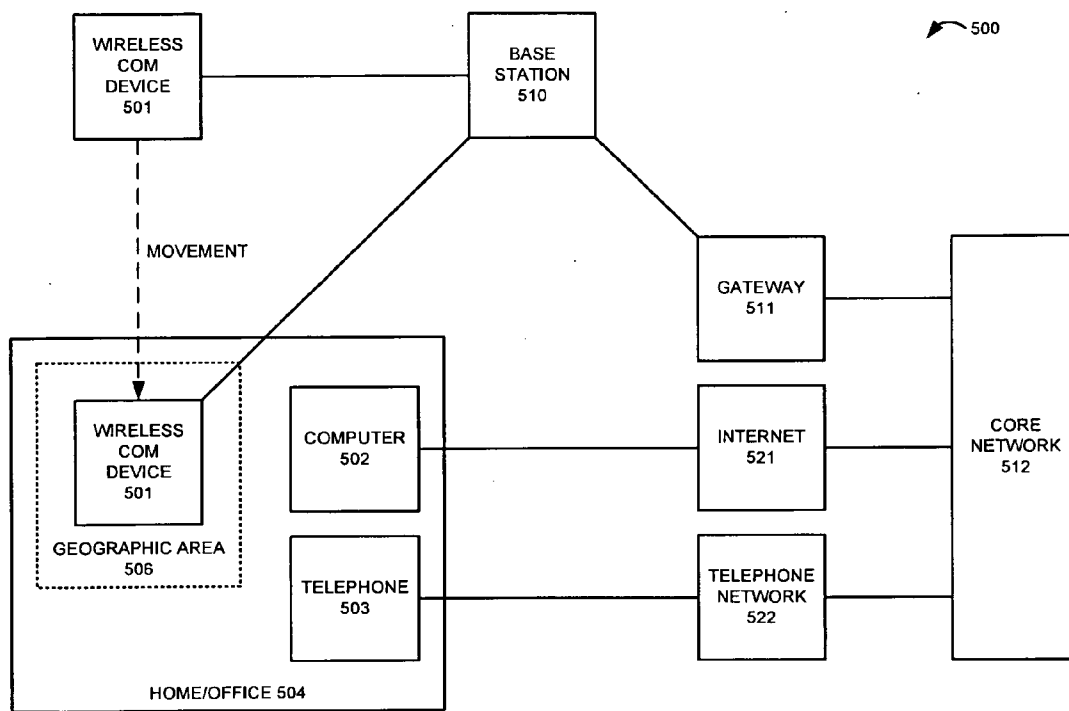 WIRELESS
COM
DEVICE
501
BASE
STATION
510
500
MOVEMENT
GATEWAY
511
WIRELESS
COM
DEVICE
501
GEOGRAPHIC AREA
506
COMPUTER
502
INTERNET
521
CORE
NETWORK
512
TELEPHONE
503
TELEPHONE
NETWORK
522
HOME/OFFICE 504